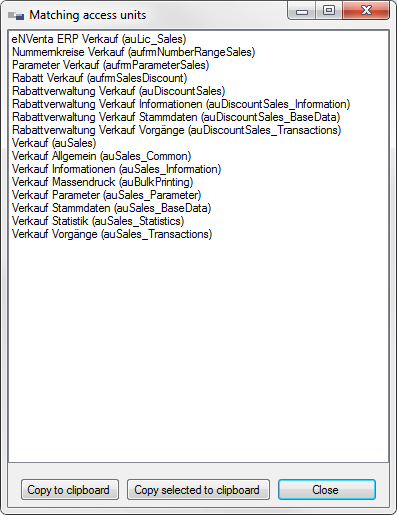 Matching access units
eNVenta ERP Verkauf (auLic_Sales)
Nummernkreise Verkauf (aufrmNumberRangeSales)
Parameter Verkauf (aufrmParameterSales)
Rabatt Verkauf (aufrmSalesDiscount)
Rabattverwaltung Verkauf (auDiscountSales)
Rabattverwaltung Verkauf Informationen (auDiscountSales_Information)
Rabattverwaltung Verkauf Stammdaten (auDiscountSales_BaseData)
Rabattverwaltung Verkauf Vorgänge (auDiscountSales_Transactions)
Verkauf (auSales)
Verkauf Allgemein (auSales_Common)
Verkauf Informationen (auSales_Information)
Verkauf Massendruck (auBulkPrinting)
Verkauf Parameter (auSales_Parameter)
Verkauf Stammdaten (auSales_BaseData)
Verkauf Statistik (auSales_Statistics)
Verkauf Vorgänge (auSales_Transactions)
Copy to clipboard Copy selected to clipboard Close